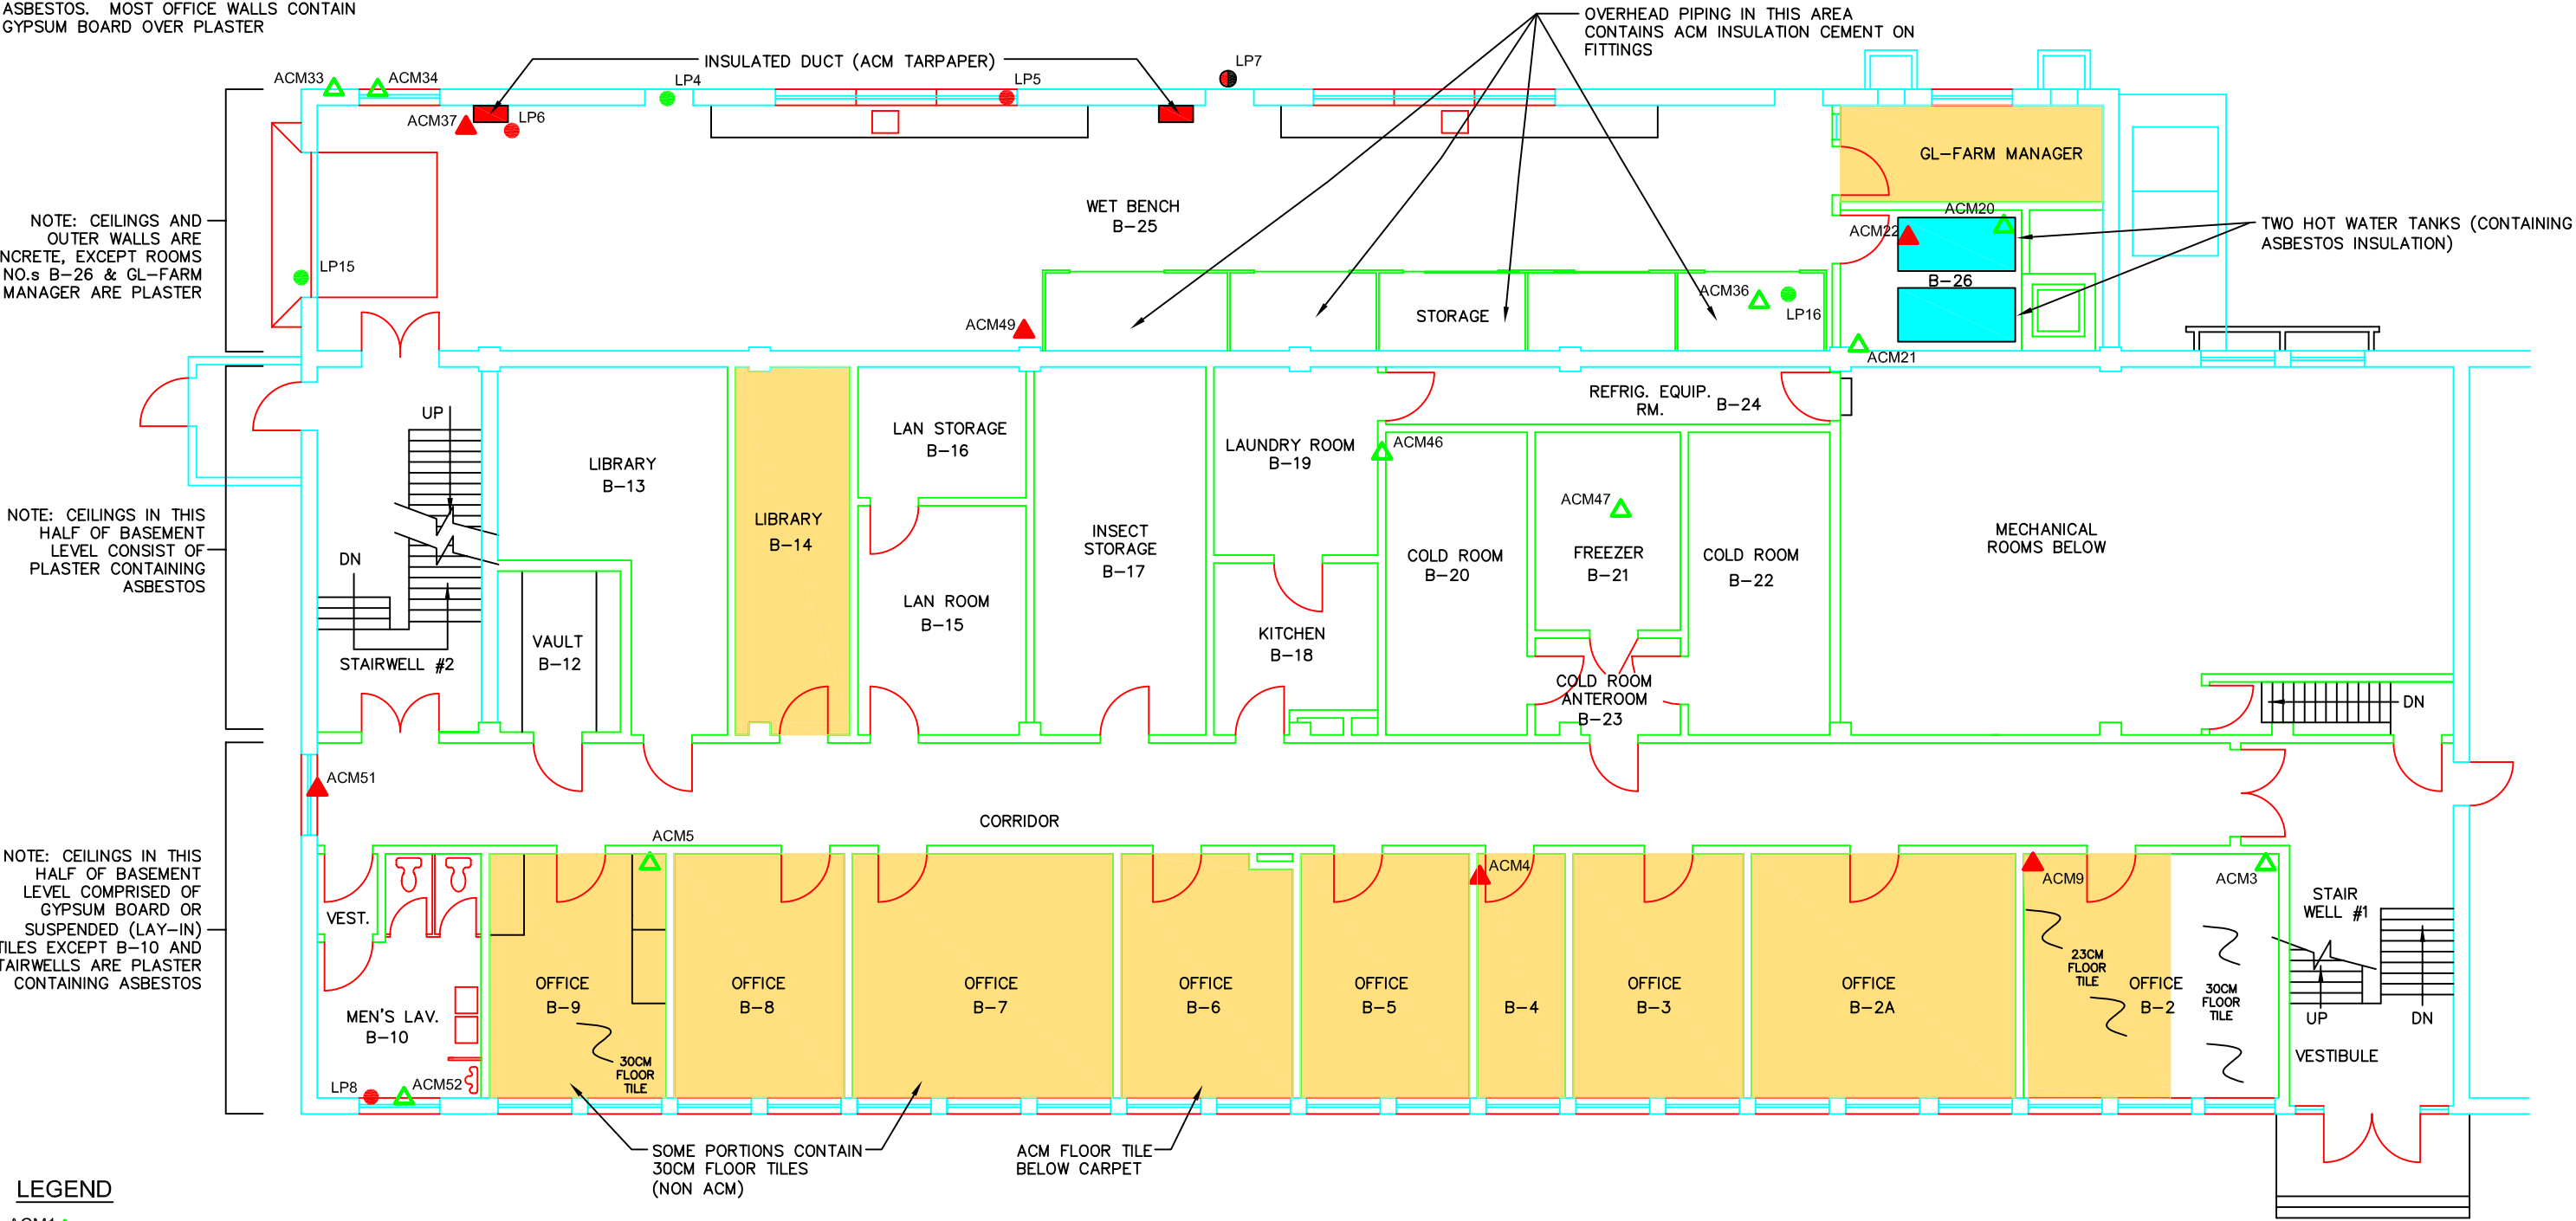 ASBESTOS. MOST OFFICE WALLS CONTAIN
GYPSUM BOARD OVER PLASTER
OVERHEAD PIPING IN THIS AREA
CONTAINS ACM INSULATION CEMENT ON
FITTINGS
INSULATED DUCT (ACM TARPAPER)
LP7
ACM33
ACM34
LP4
LP5
ACM37
LP6
GL-FARM MANAGER
WET BENCH
B-25
NOTE: CEILINGS AND
OUTER WALLS ARE
NCRETE, EXCEPT ROOMS
NO.s B-26 & GL-FARM
MANAGER ARE PLASTER
LP15
ACM20
ACM22
TWO HOT WATER TANKS (CONTAINING
ASBESTOS INSULATION)
B-26
ACM36
LP16
STORAGE
ACM49
ACM21
UP
REFRIG. EQUIP.
RM.
B-24
LAN STORAGE
B-16
LAUNDRY ROOM
B-19
ACM46
LIBRARY
B-13
ACM47
NOTE: CEILINGS IN THIS
HALF OF BASEMENT
LEVEL CONSIST OF
PLASTER CONTAINING
ASBESTOS
LIBRARY
B-14
INSECT
STORAGE
B-17
MECHANICAL
ROOMS BELOW
DN
COLD ROOM
B-20
FREEZER
B-21
COLD ROOM
B-22
LAN ROOM
B-15
VAULT
B-12
KITCHEN
B-18
STAIRWELL #2
COLD ROOM
ANTEROOM
B-23
DN
ACM51
CORRIDOR
NOTE: CEILINGS IN THIS
HALF OF BASEMENT
LEVEL COMPRISED OF
GYPSUM BOARD OR
SUSPENDED (LAY-IN)
TILES EXCEPT B-10 AND
TAIRWELLS ARE PLASTER
CONTAINING ASBESTOS
ACM5
ACM4
ACM9
ACM3
VEST.
STAIR
WELL #1
OFFICE
B-9
OFFICE
B-8
OFFICE
B-7
OFFICE
B-6
OFFICE
B-5
B-4
OFFICE
B-3
OFFICE
B-2A
23CM
FLOOR
TILE
OFFICE
B-2
30CM
FLOOR
TILE
UP
DN
MEN'S LAV.
B-10
VESTIBULE
30CM
FLOOR
TILE
LP8
ACM52
SOME PORTIONS CONTAIN
30CM FLOOR TILES
(NON ACM)
ACM FLOOR TILE
BELOW CARPET
LEGEND